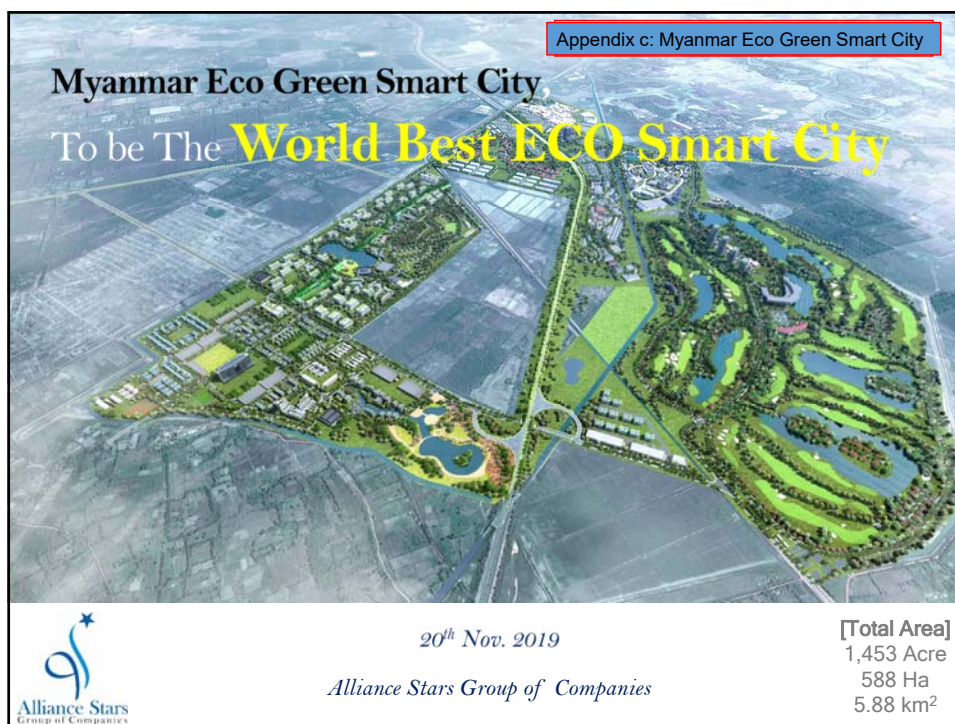 Appendix c: Myanmar Eco Green Smart City
Myanmar Eco Green Smart City,
To be The World Best ECO Smart City
20th Nov. 2019
Alliance Stars Group of Companies
Alliance Stars
Group of Companies
[Total Area]
1,453 Acre
588 Ha
5.88 km²